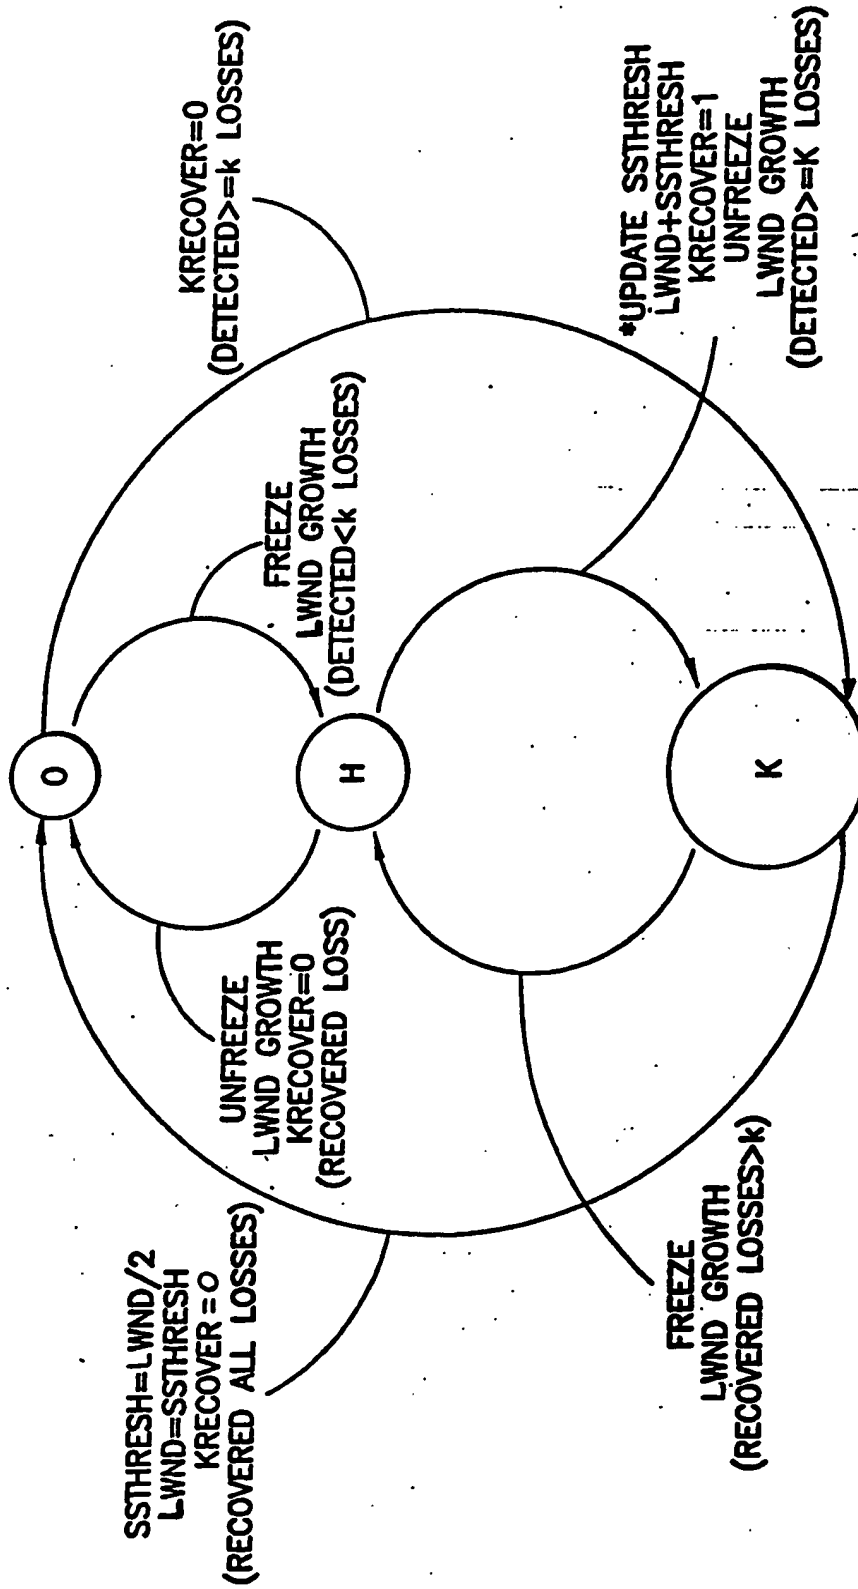 SSTHRESH=LWND/2
LWND=SSTHRESH
KRECOVER=0
(RECOVERED ALL LOSSES)
UNFREEZE
LWND GROWTH
KRECOVER=0
(RECOVERED LOSS)
FREEZE
LWND GROWTH
(RECOVERED LOSSES>k)
O
H
K
FREEZE
LWND GROWTH
(DETECTED<k LOSSES)
KRECOVER=0
(DETECTED>=k LOSSES)
*UPDATE SSTHRESH
LWND+SSTHRESH
KRECOVER=1
UNFREEZE
LWND GROWTH
(DETECTED>=K LOSSES)